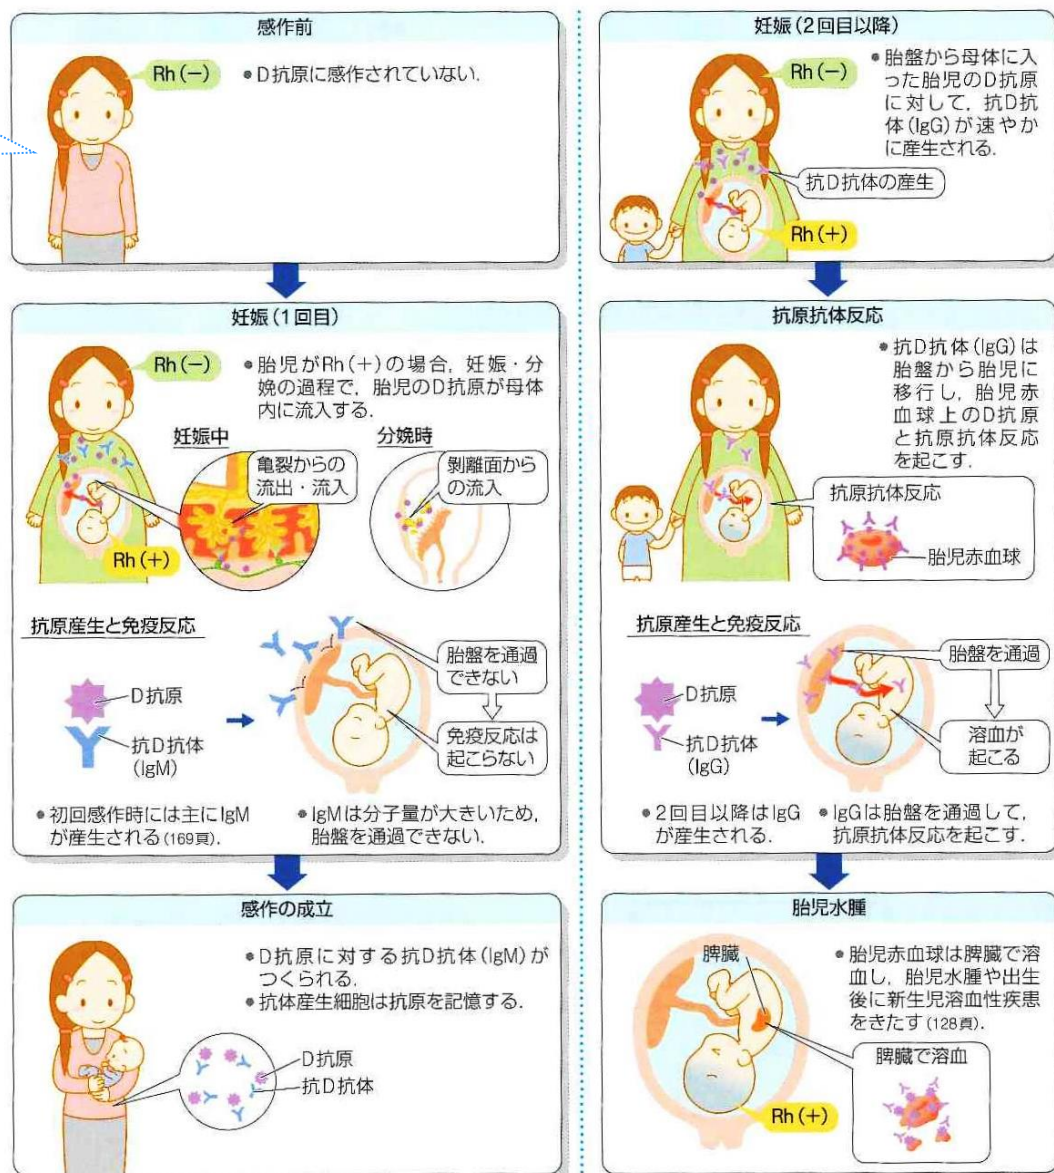 感作前
Rh(−)
●D抗原に感作されていない.
妊娠(1回目)
Rh(−)
●胎児がRh(+)の場合,妊娠・分
娩の過程で,胎児のD抗原が母体
内に流入する.
妊娠中
亀裂からの
流出・流入
分娩時
剝離面から
の流入
Rh(+)
抗原産生と免疫反応
D抗原
抗D抗体
(IgM)
胎盤を通過
できない
免疫反応は
起こらない
●初回感作時には主にIgM
が産生される(169頁).
●IgMは分子量が大きいため,
胎盤を通過できない.
感作の成立
●D抗原に対する抗D抗体(IgM)が
つくられる.
●抗体産生細胞は抗原を記憶する.
D抗原
抗D抗体
妊娠(2回目以降)
Rh(−)
●胎盤から母体に入
った胎児のD抗原
に対して,抗D抗
体(IgG)が速やか
に産生される.
抗D抗体の産生
Rh(+)
抗原抗体反応
●抗D抗体(IgG)は
胎盤から胎児に
移行し,胎児赤
血球上のD抗原
と抗原抗体反応
を起こす.
抗原抗体反応
胎児赤血球
抗原産生と免疫反応
D抗原
抗D抗体
(IgG)
胎盤を通過
溶血が
起こる
●2回目以降はIgG
が産生される.
●IgGは胎盤を通過して,
抗原抗体反応を起こす.
胎児水腫
脾臓
●胎児赤血球は脾臓で溶
血し,胎児水腫や出生
後に新生児溶血性疾患
をきたす(128頁).
脾臓で溶血
Rh(+)